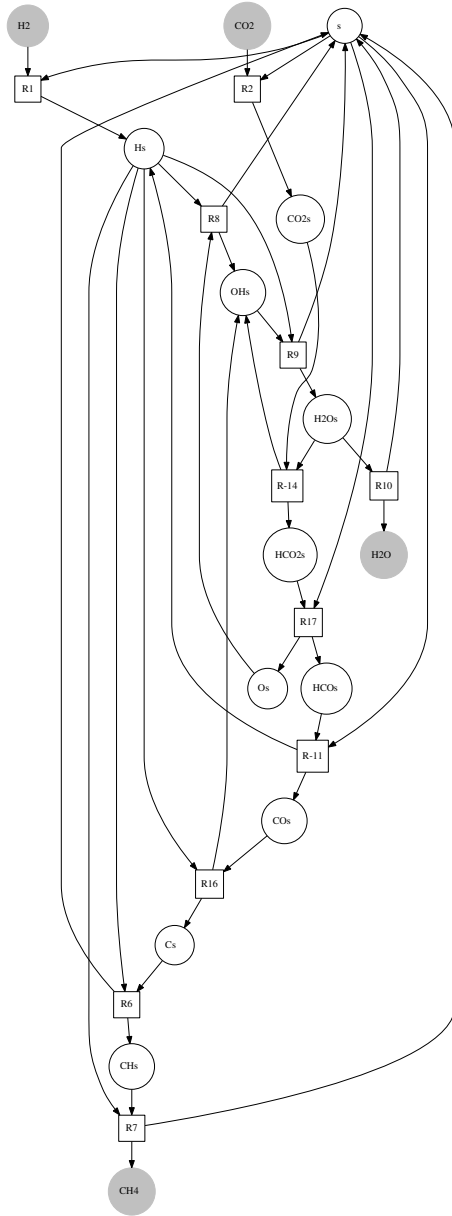 H2
CO2
s
R1
R2
Hs
R8
CO2s
OHs
R9
H2Os
R-14
R10
HCO2s
H2O
R17
Os
HCOs
R-11
COs
R16
Cs
R6
CHs
R7
CH4